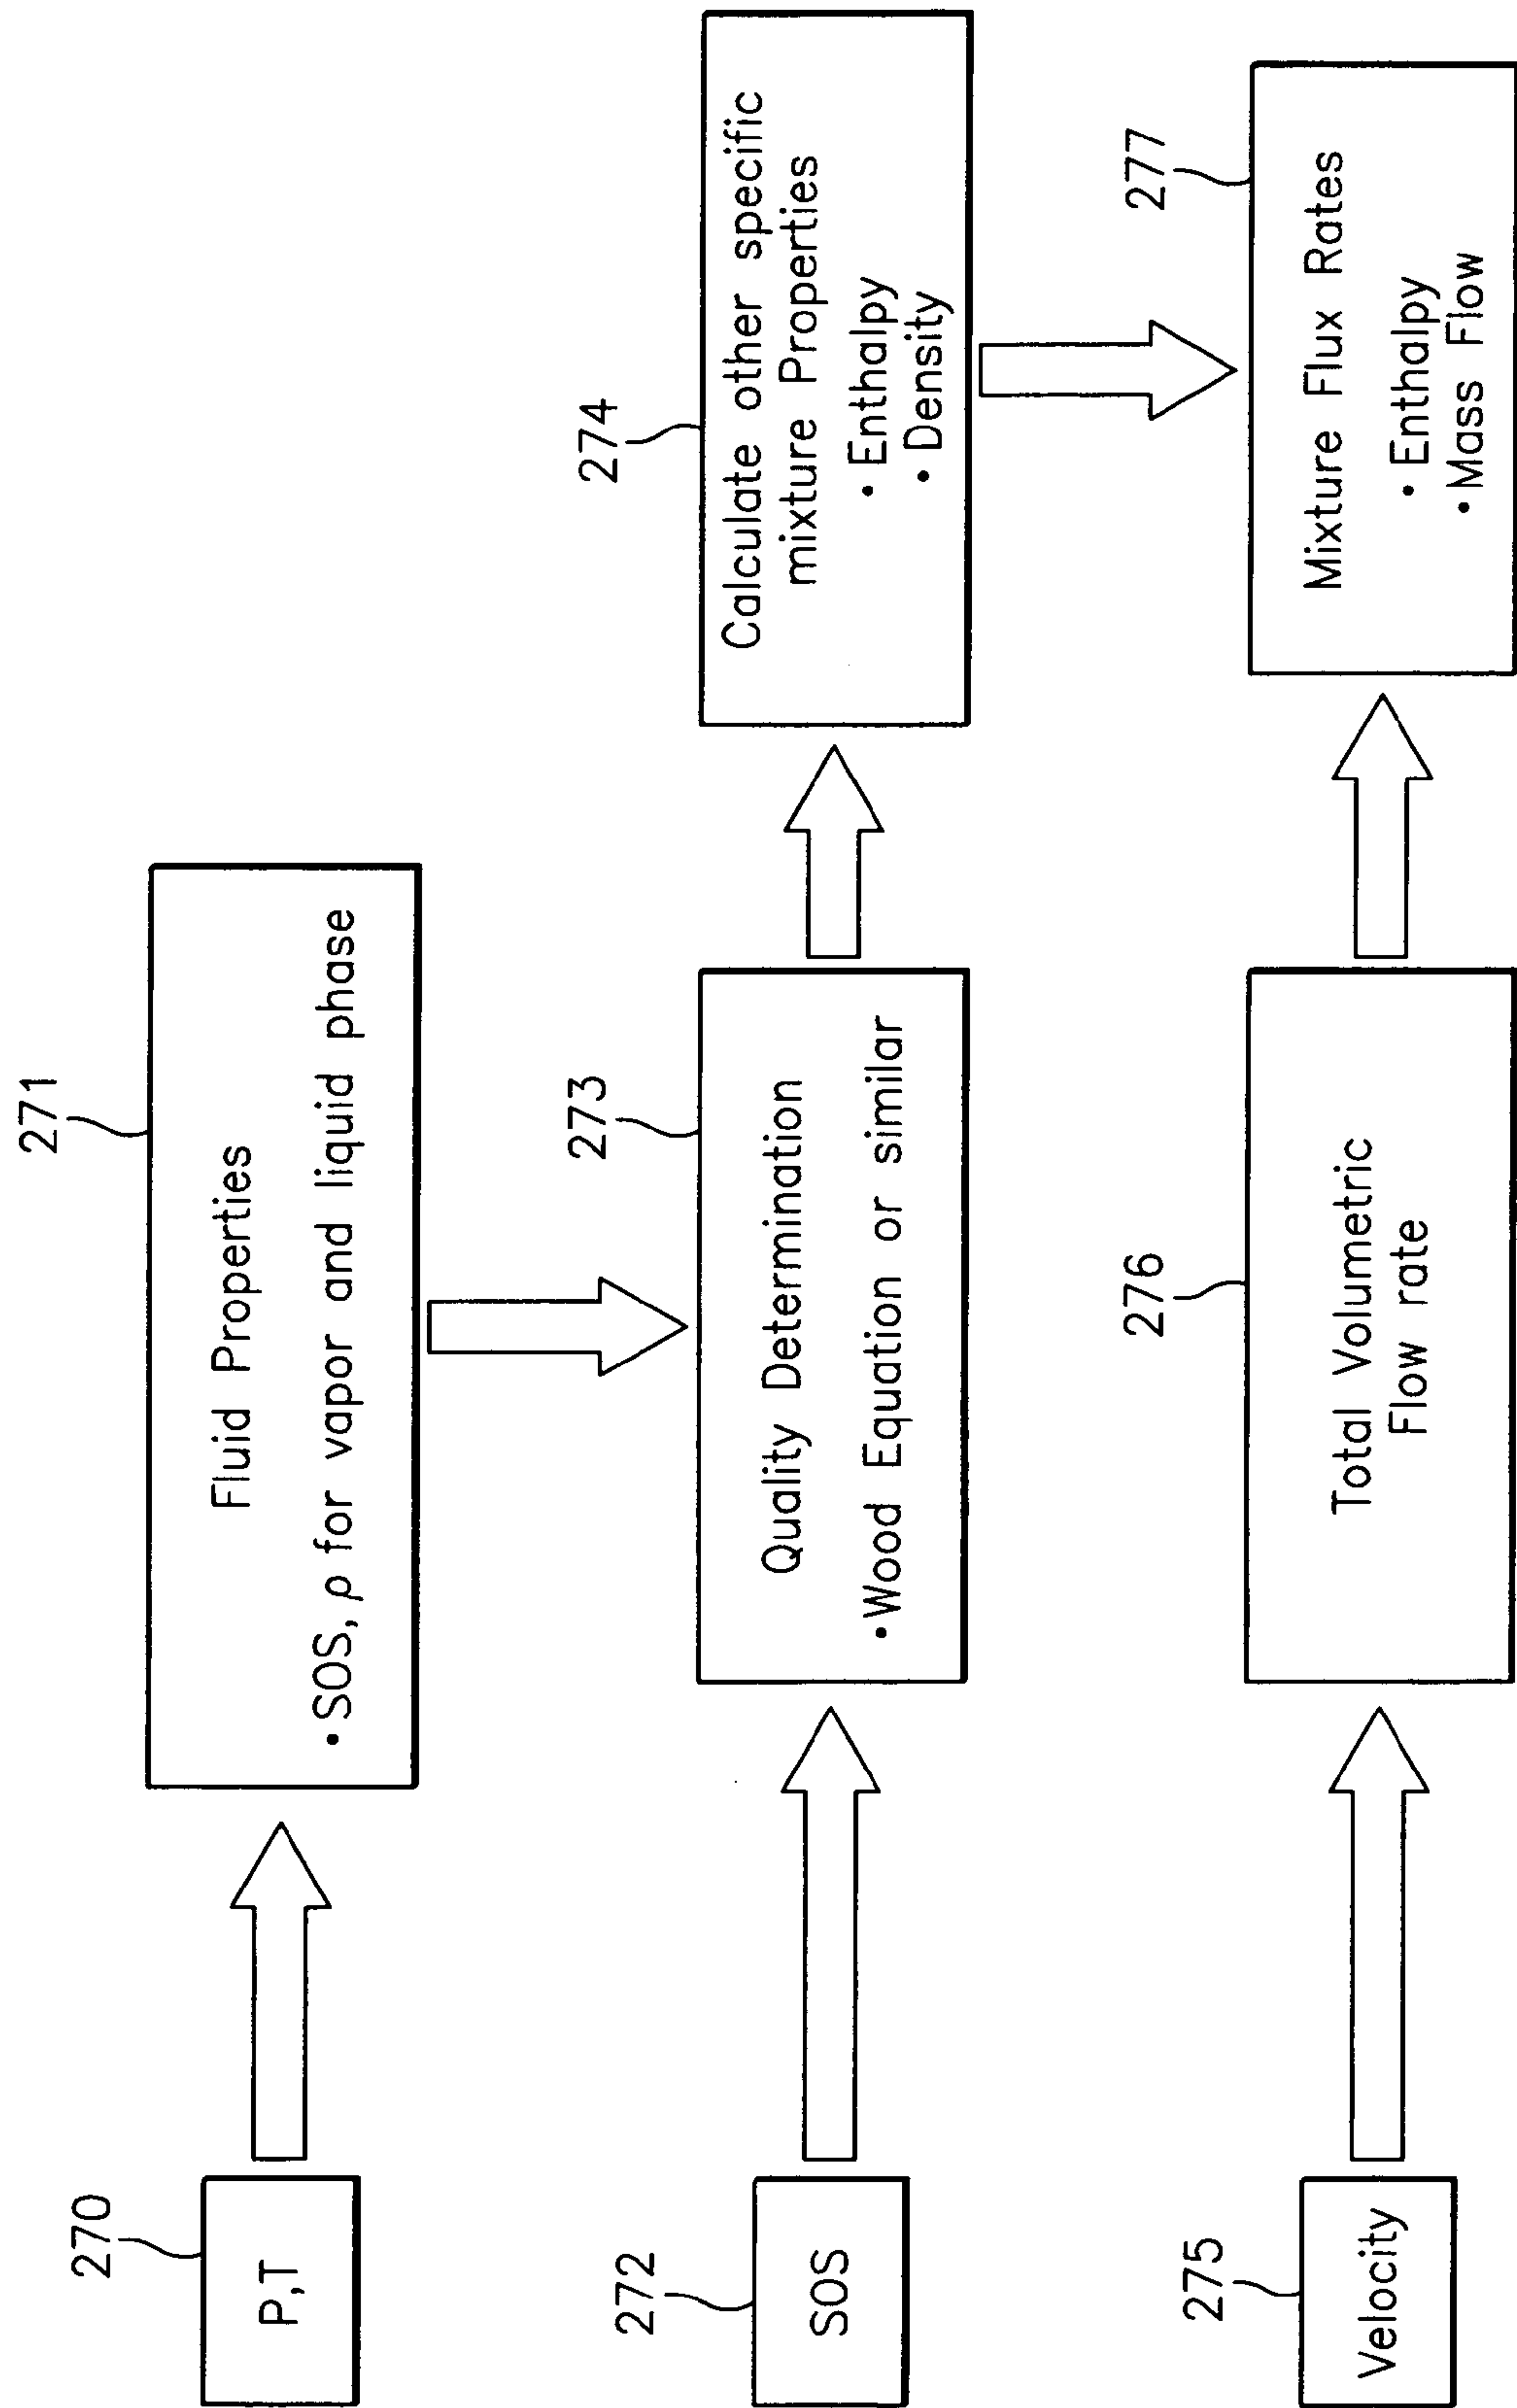 270
P,T
271
Fluid Properties
•SOS, ρ for vapor and liquid phase
272
SOS
273
Quality Determination
•Wood Equation or similar
274
Calculate other specific
mixture Properties
• Enthalpy
• Density
275
Velocity
276
Total Volumetric
Flow rate
277
Mixture Flux Rates
• Enthalpy
• Mass Flow